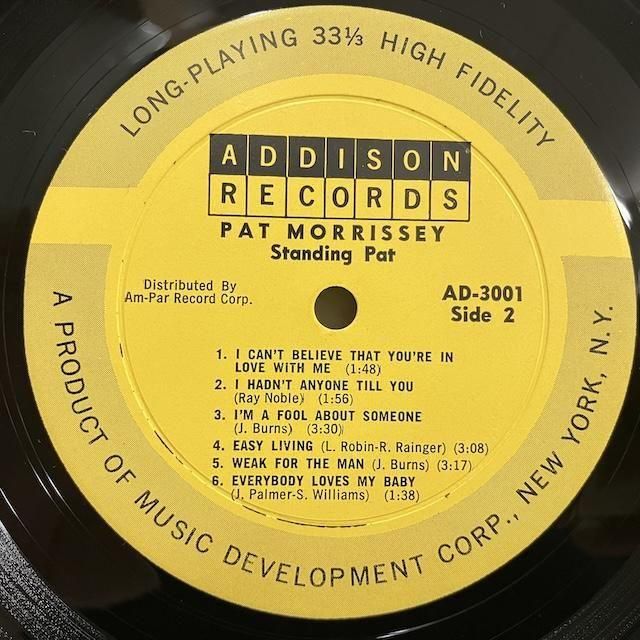 LONG-PLAYING 33⅓ HIGH FIDELITY
ADDISON
RECORDS
PAT MORRISSEY
Standing Pat
Distributed By
Am-Par Record Corp.
AD-3001
Side 2
1. I CAN'T BELIEVE THAT YOU'RE IN
LOVE WITH ME (1:48)
2. I HADN'T ANYONE TILL YOU
(Ray Noble) (1:56)
3. I'M A FOOL ABOUT SOMEONE
(J. Burns) (3:30)
4. EASY LIVING (L. Robin-R. Rainger) (3:08)
5. WEAK FOR THE MAN (J. Burns) (3:17)
6. EVERYBODY LOVES MY BABY
(J. Palmer-S. Williams) (1:38)
A PRODUCT OF MUSIC DEVELOPMENT CORP., NEW YORK, N.Y.